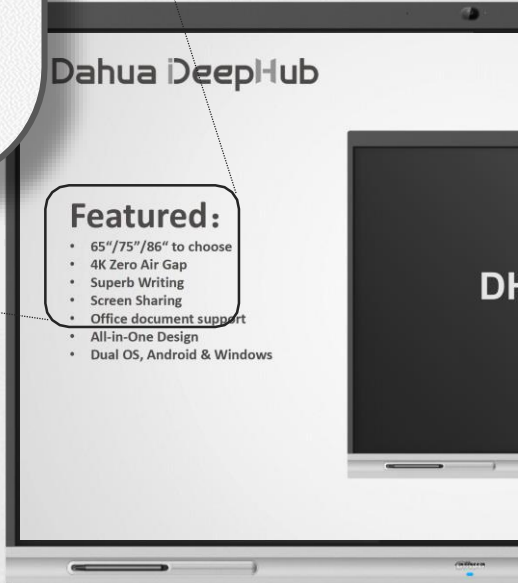 Dahua DeepHub
Featured：
• 65“/75”/86“ to choose
• 4K Zero Air Gap
• Superb Writing
• Screen Sharing
• Office document support
• All-in-One Design
• Dual OS, Android & Windows
DH
alhua